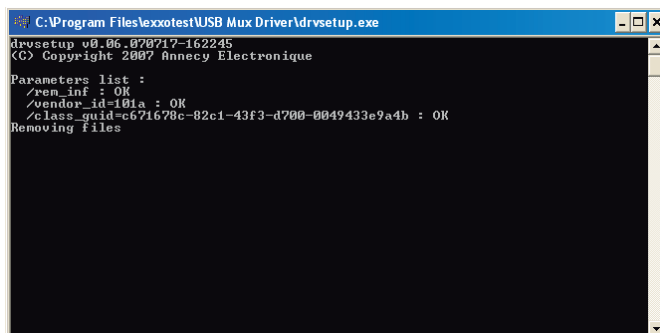 C:\Program Files\exxotest\USB Mux Driver\drvsetup.exe
drvsetup v0.06.070717-162245
(C) Copyright 2007 Annecy Electronique
Parameters list :
/rem_inf : OK
/vendor_id=101a : OK
/class_guid=c671678c-82c1-43f3-d700-0049433e9a4b : OK
Removing files